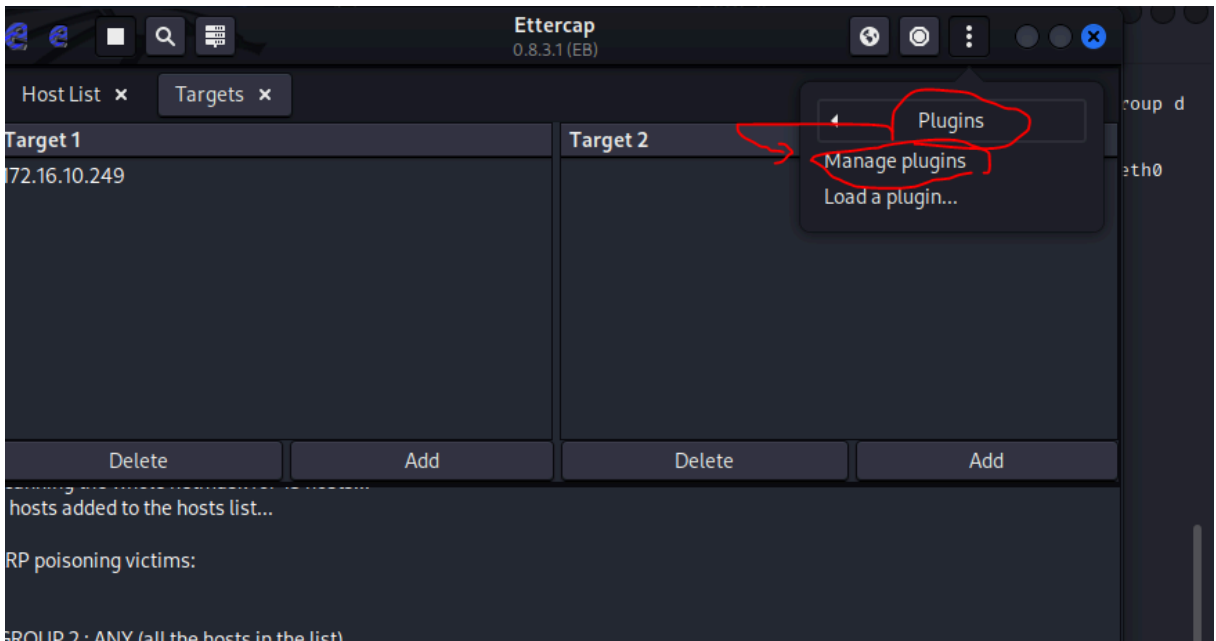 Ettercap
0.8.3.1 (EB)
Host List × Targets ×
Plugins
Manage plugins
Load a plugin...
roup d
eth0
Target 1 Target 2
172.16.10.249
Delete Add Delete Add
hosts added to the hosts list...
RP poisoning victims:
GROUP 2 : ANY (all the hosts in the list)